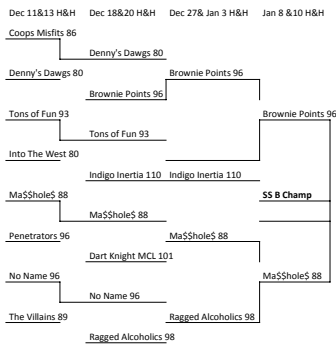 Dec 11&13 H&H Dec 18&20 H&H Dec 27& Jan 3 H&H Jan 8 &10 H&H
Coops Misfits 86
Denny's Dawgs 80
Denny's Dawgs 80 Brownie Points 96
Brownie Points 96
Tons of Fun 93 Brownie Points 96
Tons of Fun 93
Into The West 80
Indigo Inertia 110 Indigo Inertia 110
Ma$$hole$ 88 SS B Champ
Ma$$hole$ 88
Penetrators 96 Ma$$hole$ 88
Dart Knight MCL 101
No Name 96 Ma$$hole$ 88
No Name 96
The Villains 89 Ragged Alcoholics 98
Ragged Alcoholics 98